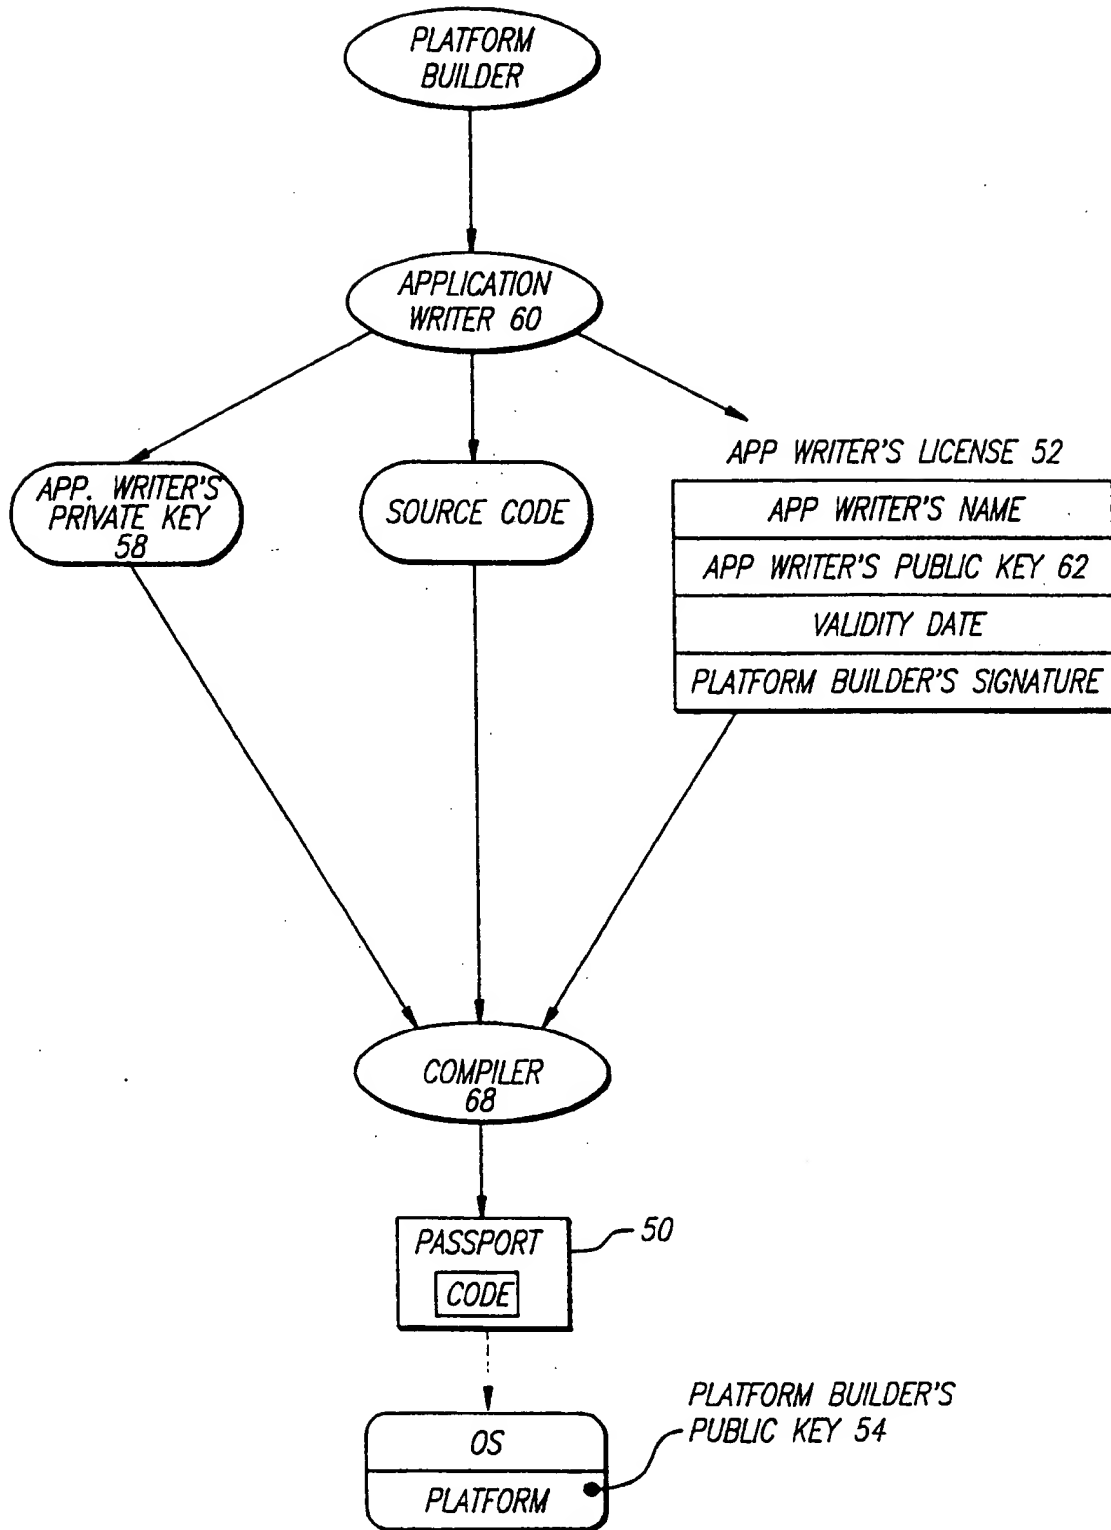 PLATFORM
BUILDER
APPLICATION
WRITER 60
APP. WRITER'S
PRIVATE KEY
58
SOURCE CODE
APP WRITER'S LICENSE 52
APP WRITER'S NAME
APP WRITER'S PUBLIC KEY 62
VALIDITY DATE
PLATFORM BUILDER'S SIGNATURE
COMPILER
68
PASSPORT
CODE
50
OS
PLATFORM
PLATFORM BUILDER'S
PUBLIC KEY 54